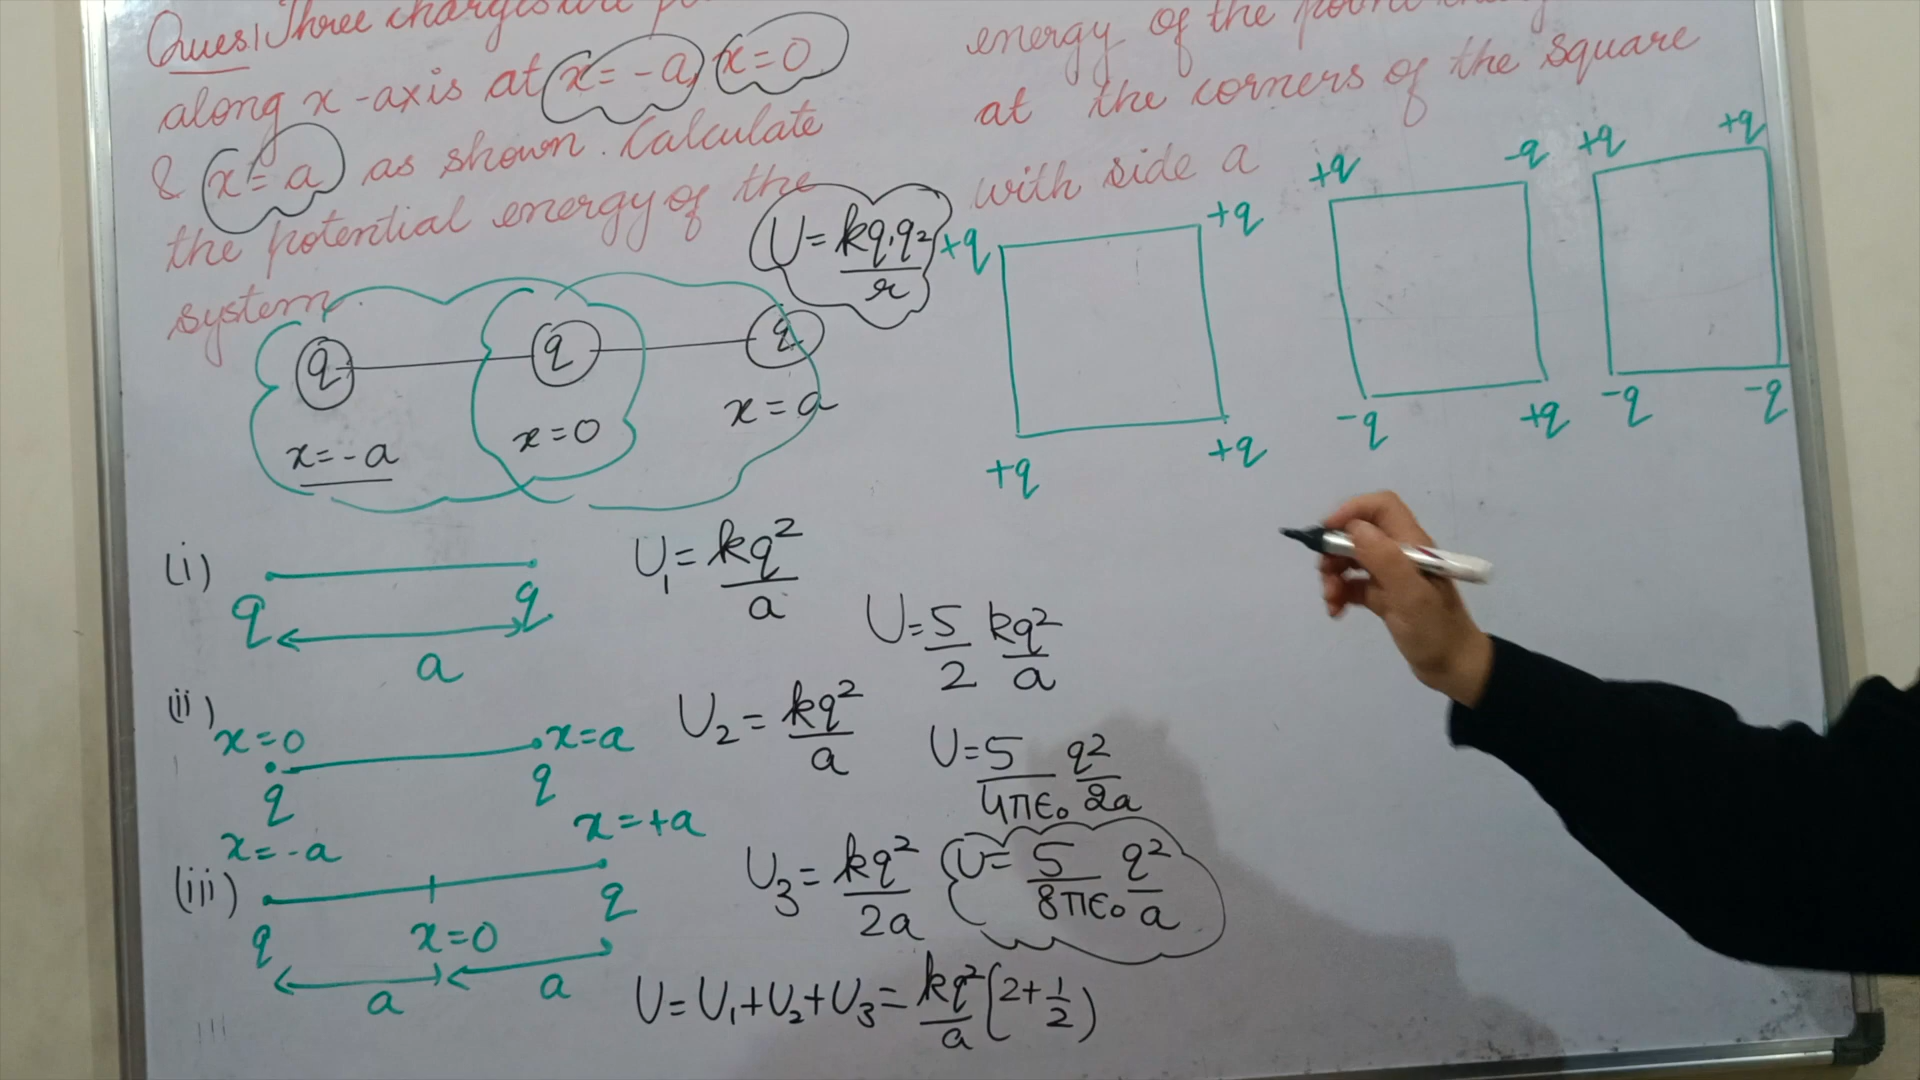 Ques1 Three charges are
along x-axis at x=-a, x=0
& x=a as shown. Calculate
the potential energy of the
system.
U=kq1q2/r
q q q
x=-a x=0 x=a
(i) q q
a
U1=kq²/a
U=5/2 kq²/a
(ii) x=0 x=a
q q
U2=kq²/a
U=5/4πϵ0 q²/2a
(iii) x=-a x=+a
q x=0 q
a a
U3=kq²/2a
U=5/8πϵ0 q²/a
U=U1+U2+U3=kq²/a(2+1/2)
energy of the point
at the corners of the square
with side a
+q +q
+q +q
+q -q
-q +q
+q +q
-q -q